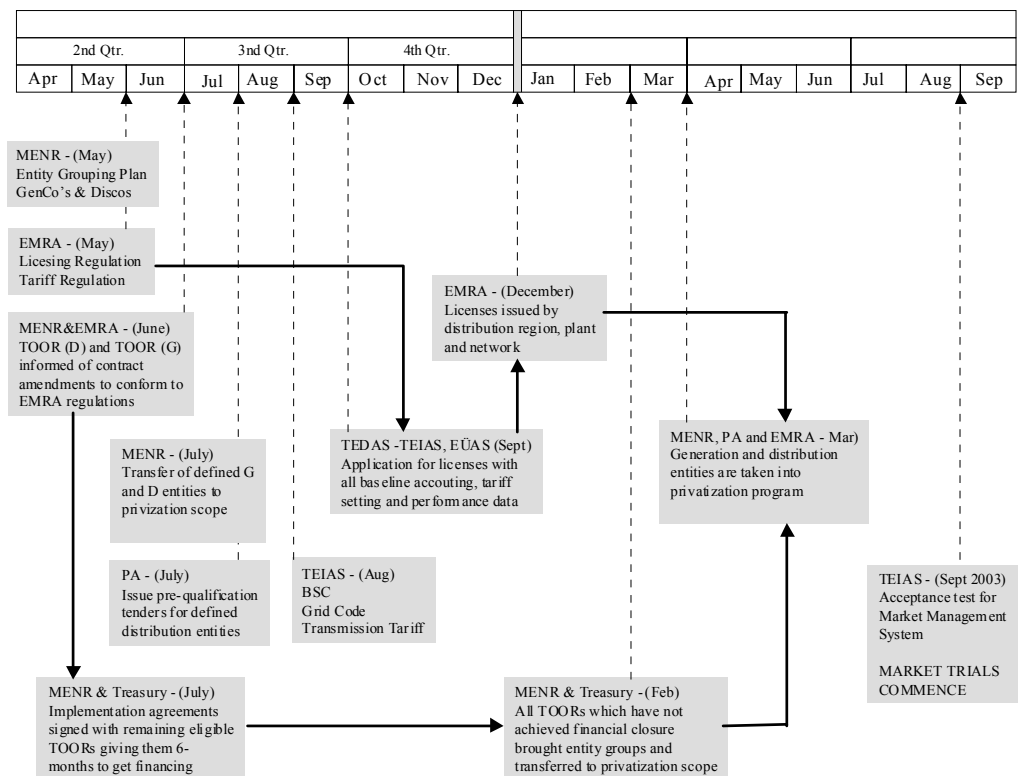 2nd Qtr.
3nd Qtr.
4th Qtr.
Apr
May
Jun
Jul
Aug
Sep
Oct
Nov
Dec
Jan
Feb
Mar
Apr
May
Jun
Jul
Aug
Sep
MENR - (May)
Entity Grouping Plan
GenCo's & Discos
EMRA - (May)
Licesing Regulation
Tariff Regulation
MENR&EMRA - (June)
TOOR (D) and TOOR (G)
informed of contract
amendments to conform to
EMRA regulations
MENR - (July)
Transfer of defined G
and D entities to
privization scope
PA - (July)
Issue pre-qualification
tenders for defined
distribution entities
TEIAS - (Aug)
BSC
Grid Code
Transmission Tariff
MENR & Treasury - (July)
Implementation agreements
signed with remaining eligible
TOORs giving them 6-
months to get financing
TEDAS -TEIAS, EÜAS (Sept)
Application for licenses with
all baseline accouting, tariff
setting and performance data
EMRA - (December)
Licenses issued by
distribution region, plant
and network
MENR & Treasury - (Feb)
All TOORs which have not
achieved financial closure
brought entity groups and
transferred to privatization scope
MENR, PA and EMRA - Mar)
Generation and distribution
entities are taken into
privatization program
TEIAS - (Sept 2003)
Acceptance test for
Market Management
System
MARKET TRIALS
COMMENCE